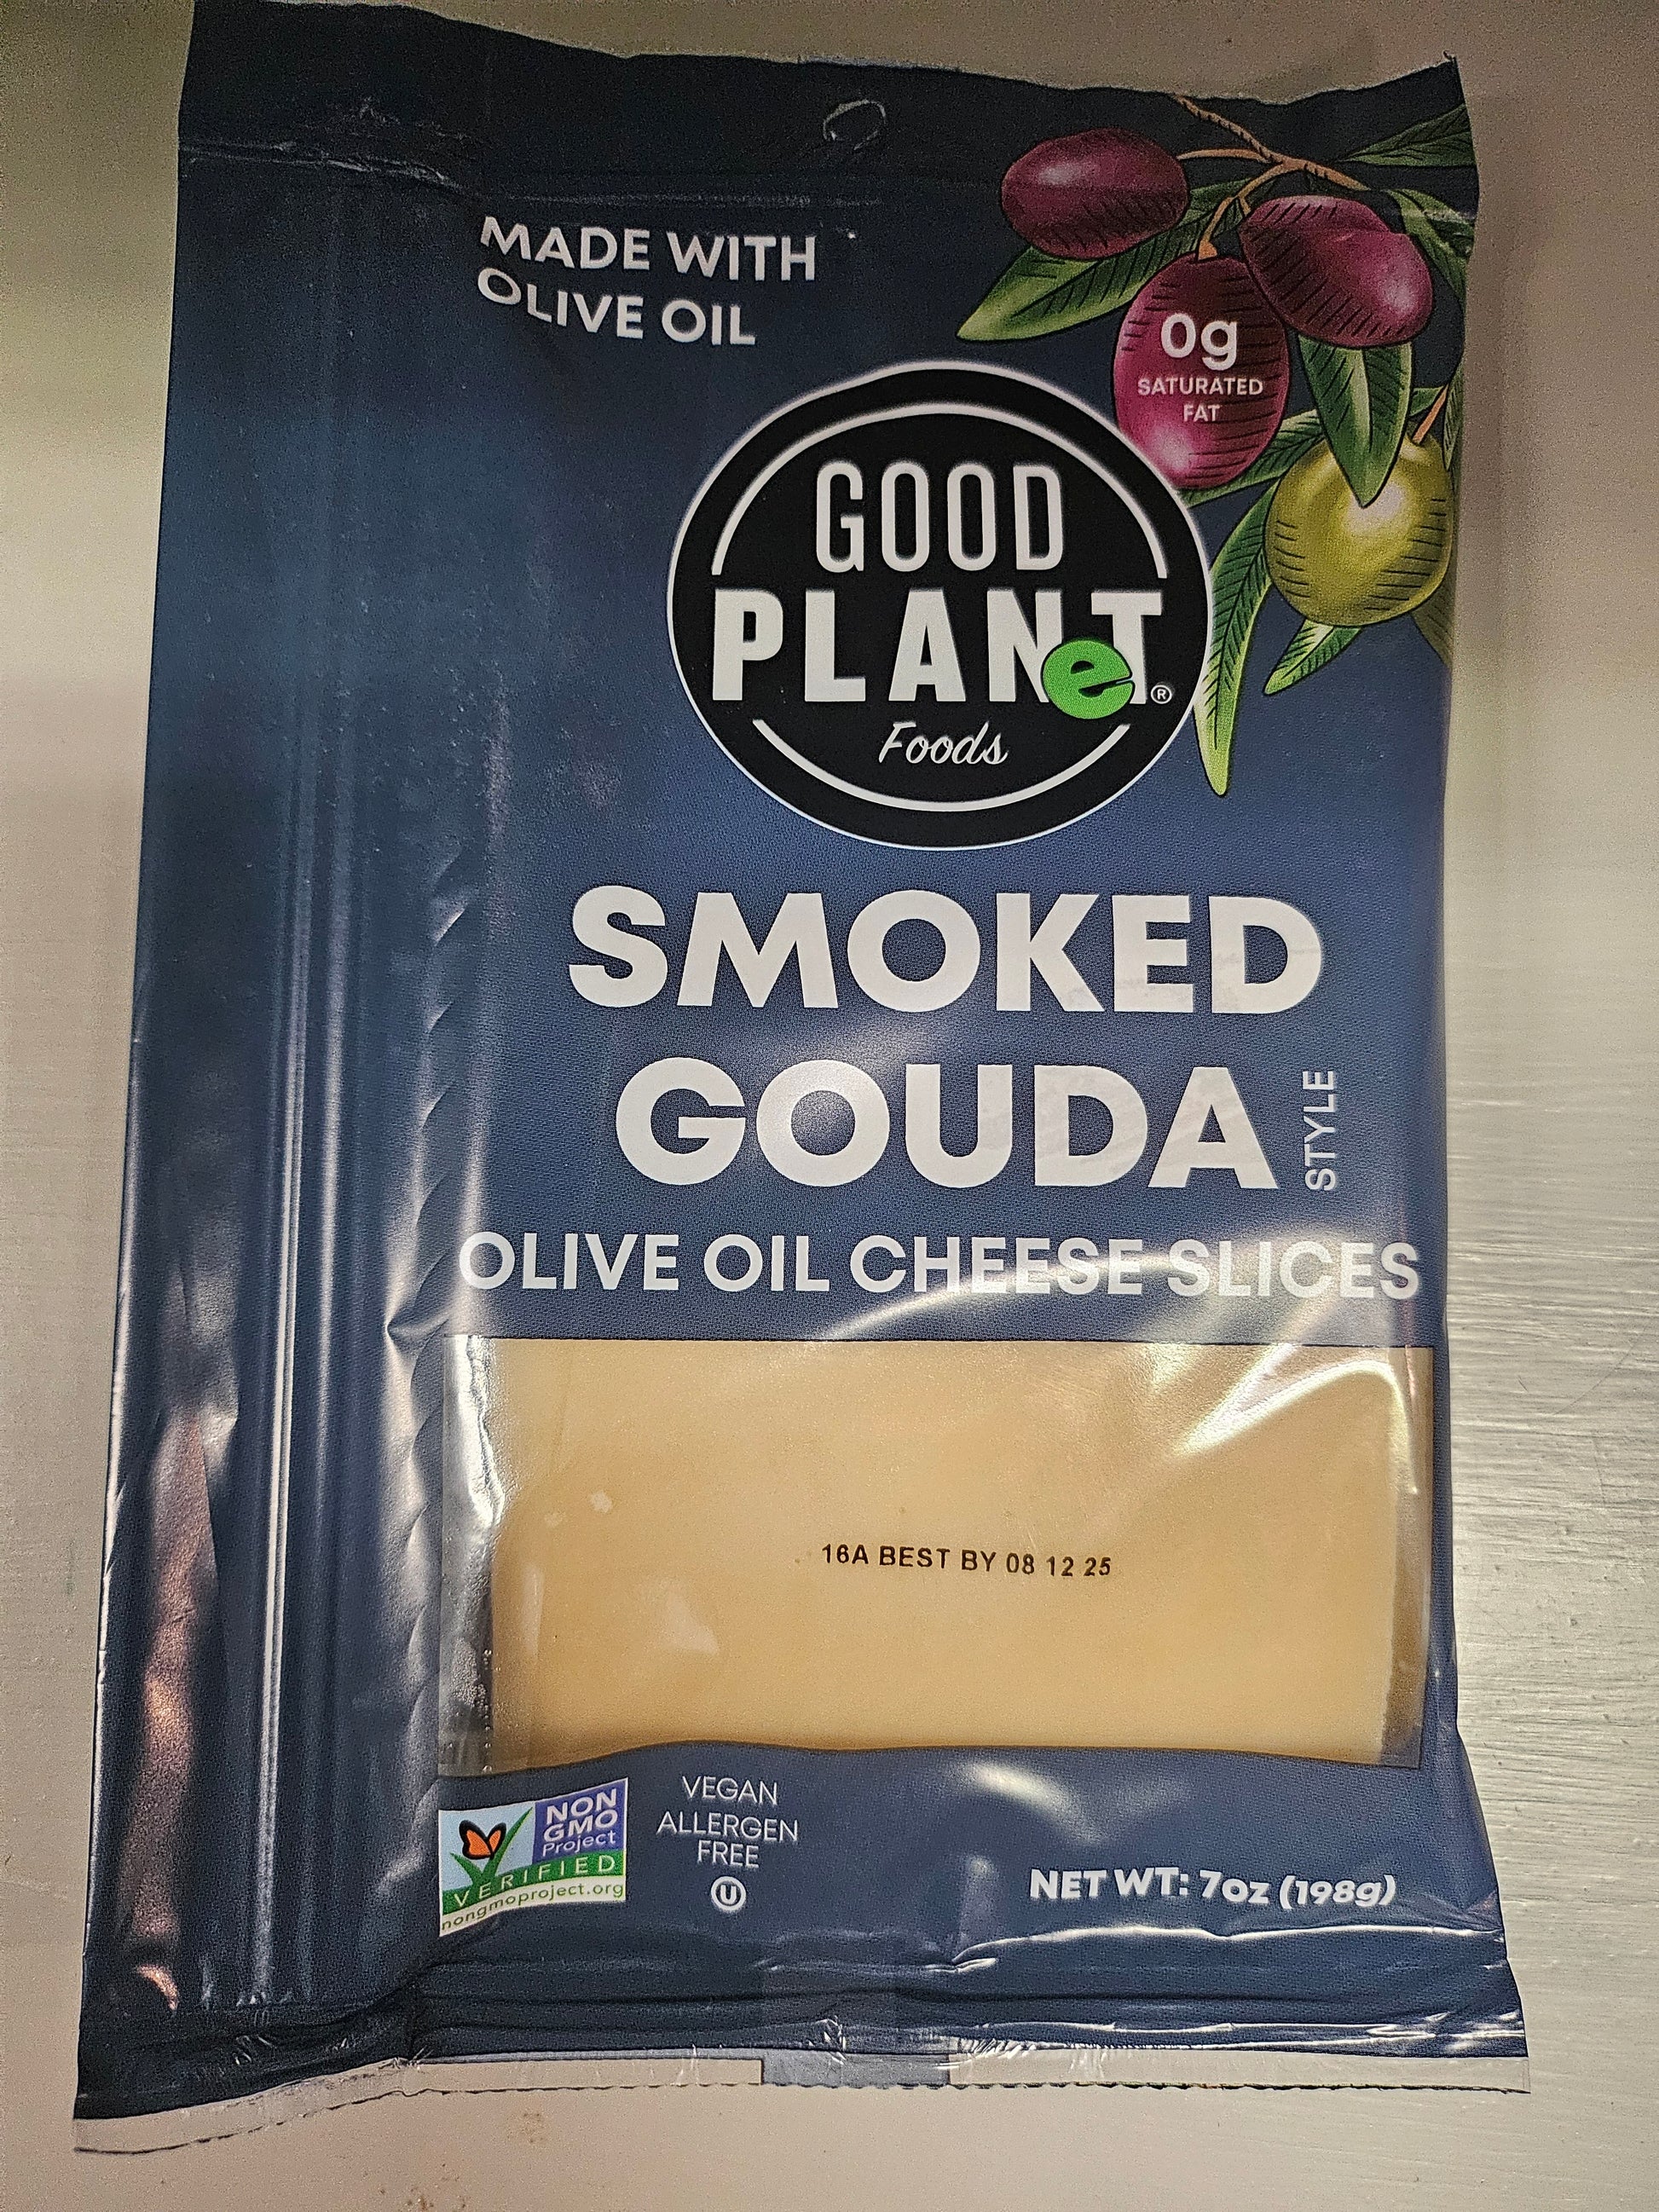 MADE WITH
OLIVE OIL
0g
SATURATED
FAT
GOOD
PLANeT®
Foods
SMOKED
GOUDA STYLE
OLIVE OIL CHEESE SLICES
16A BEST BY 08 12 25
NON
GMO
Project
VERIFIED
nongmoproject.org
VEGAN
ALLERGEN
FREE
U
NET WT: 7oz (198g)